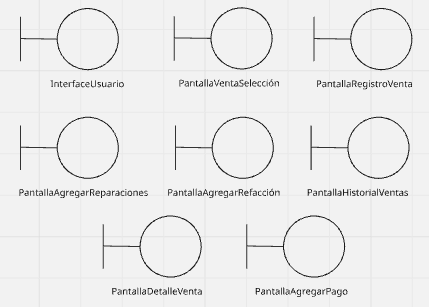 InterfaceUsuario
PantallaVentaSelección
PantallaRegistroVenta
PantallaAgregarReparaciones
PantallaAgregarRefacción
PantallaHistorialVentas
PantallaDetalleVenta
PantallaAgregarPago